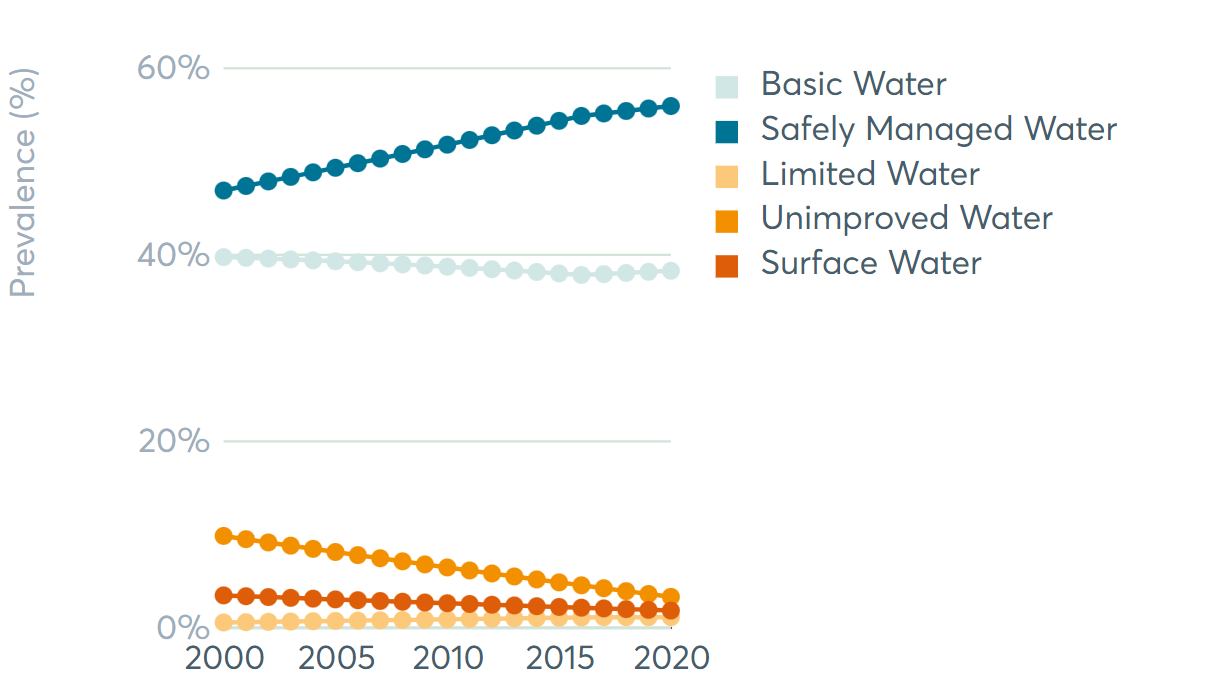 Prevalence (%)
60%
40%
20%
0%
2000 2005 2010 2015 2020
Basic Water
Safely Managed Water
Limited Water
Unimproved Water
Surface Water